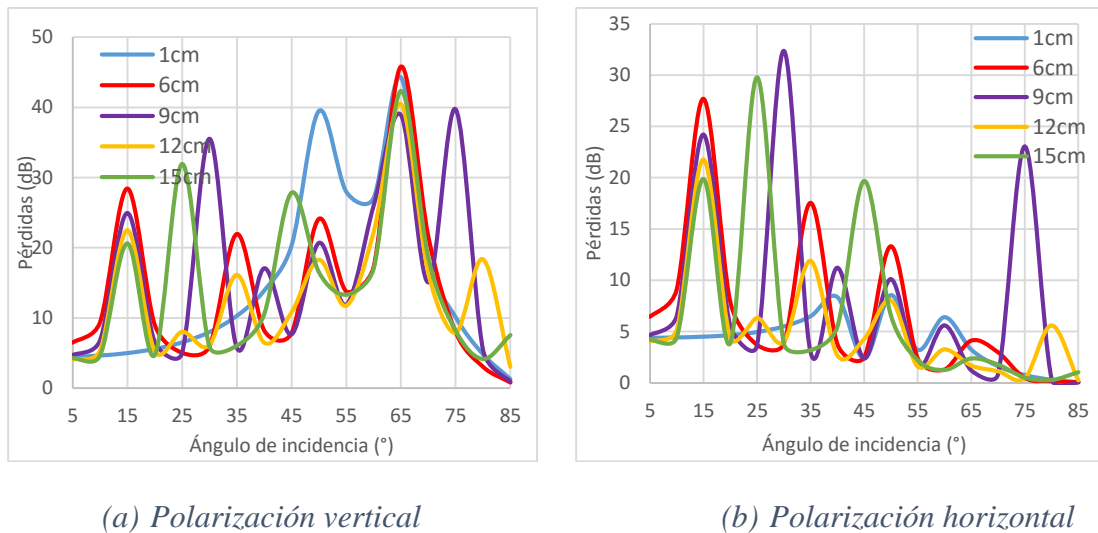 50
40
30
20
10
0
5 15 25 35 45 55 65 75 85
Pérdidas (dB)
Ángulo de incidencia (°)
1cm
6cm
9cm
12cm
15cm
(a) Polarización vertical
35
30
25
20
15
10
5
0
5 15 25 35 45 55 65 75 85
Pérdidas (dB)
Ángulo de incidencia (°)
1cm
6cm
9cm
12cm
15cm
(b) Polarización horizontal